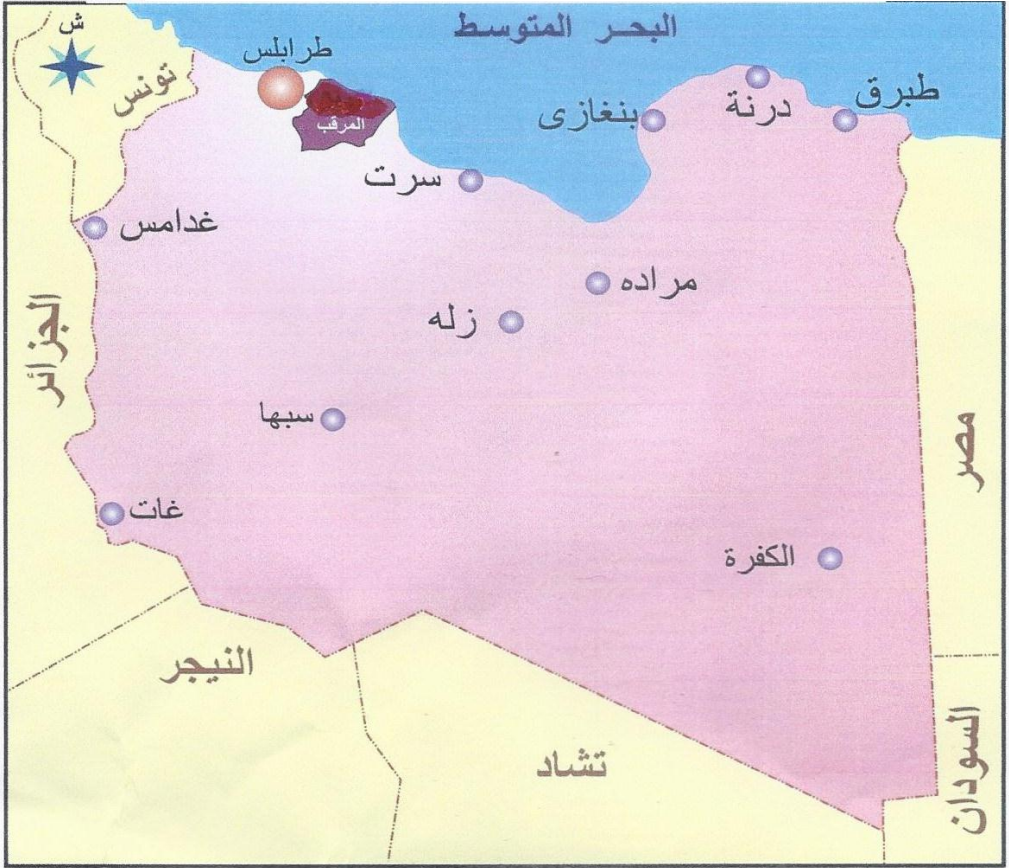 ش
البحر المتوسط
طرابلس
تونس
المرقب
طبرق
درنة
بنغازى
سرت
غدامس
مراده
زله
الجزائر
سبها
مصر
غات
الكفرة
النيجر
تشاد
السودان